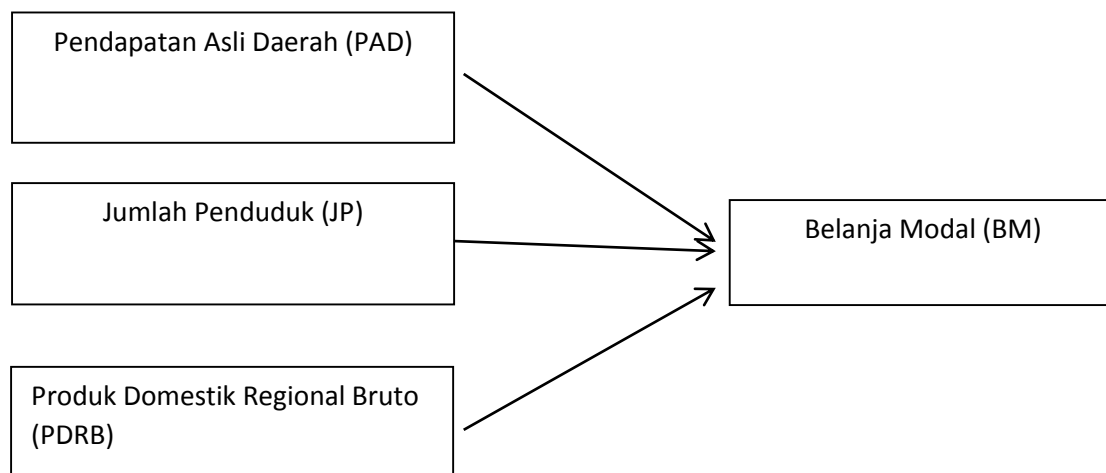 Pendapatan Asli Daerah (PAD)
Jumlah Penduduk (JP)
Belanja Modal (BM)
Produk Domestik Regional Bruto
(PDRB)